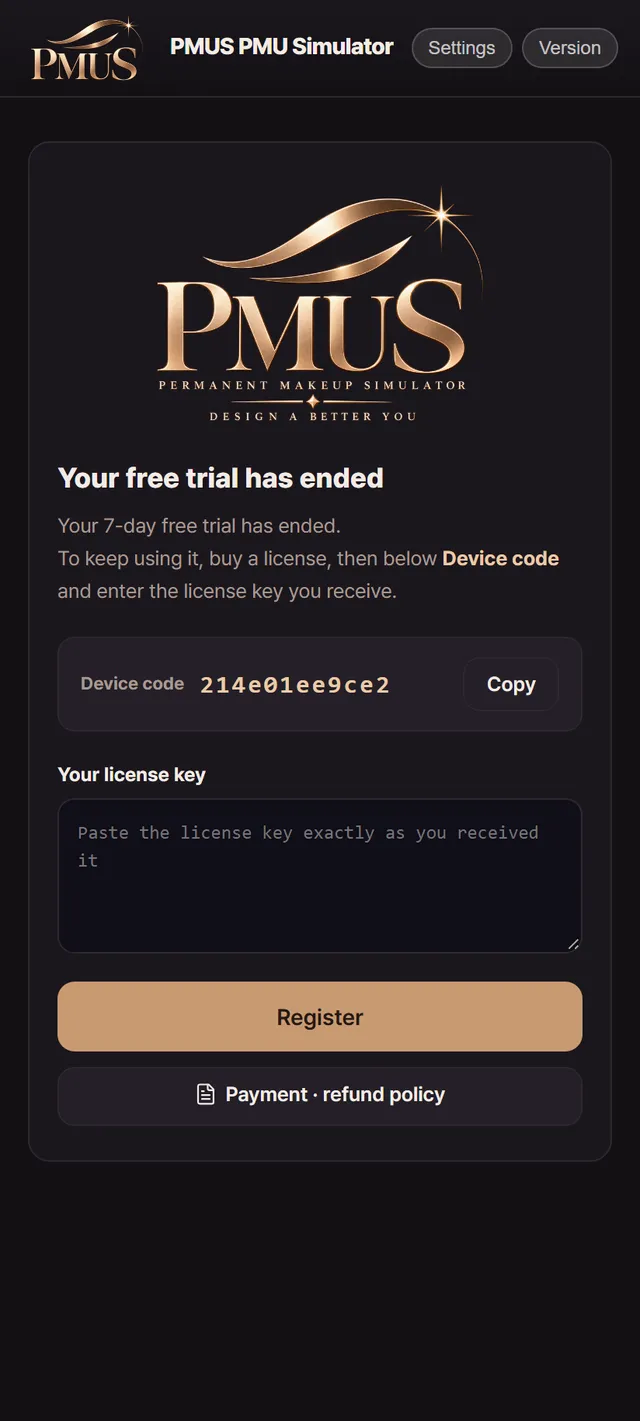 PMUS
PMUS PMU Simulator
Settings
Version
PMUS
PERMANENT MAKEUP SIMULATOR
DESIGN A BETTER YOU
Your free trial has ended
Your 7-day free trial has ended.
To keep using it, buy a license, then below Device code
and enter the license key you receive.
Device code 214e01ee9ce2
Copy
Your license key
Paste the license key exactly as you received
it
Register
Payment · refund policy